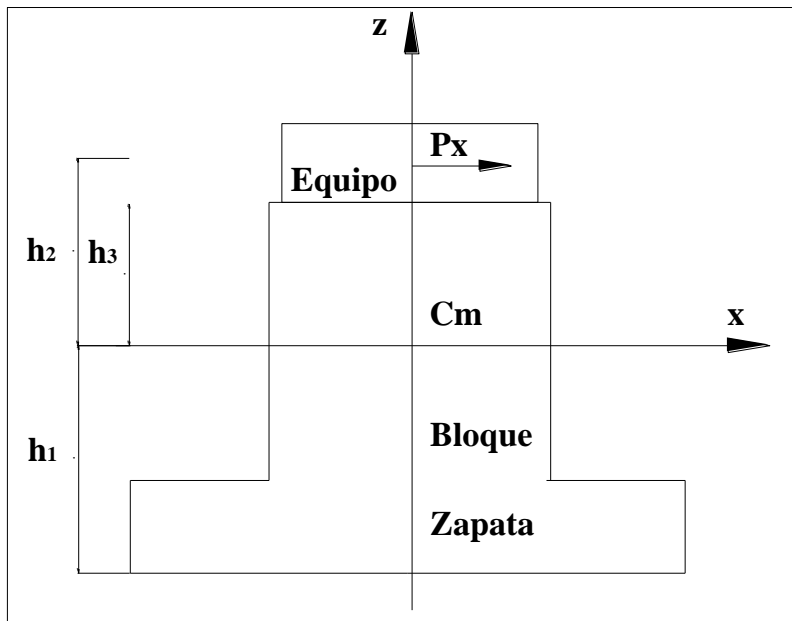 z
Px
Equipo
h2
h3
Cm
x
h1
Bloque
Zapata